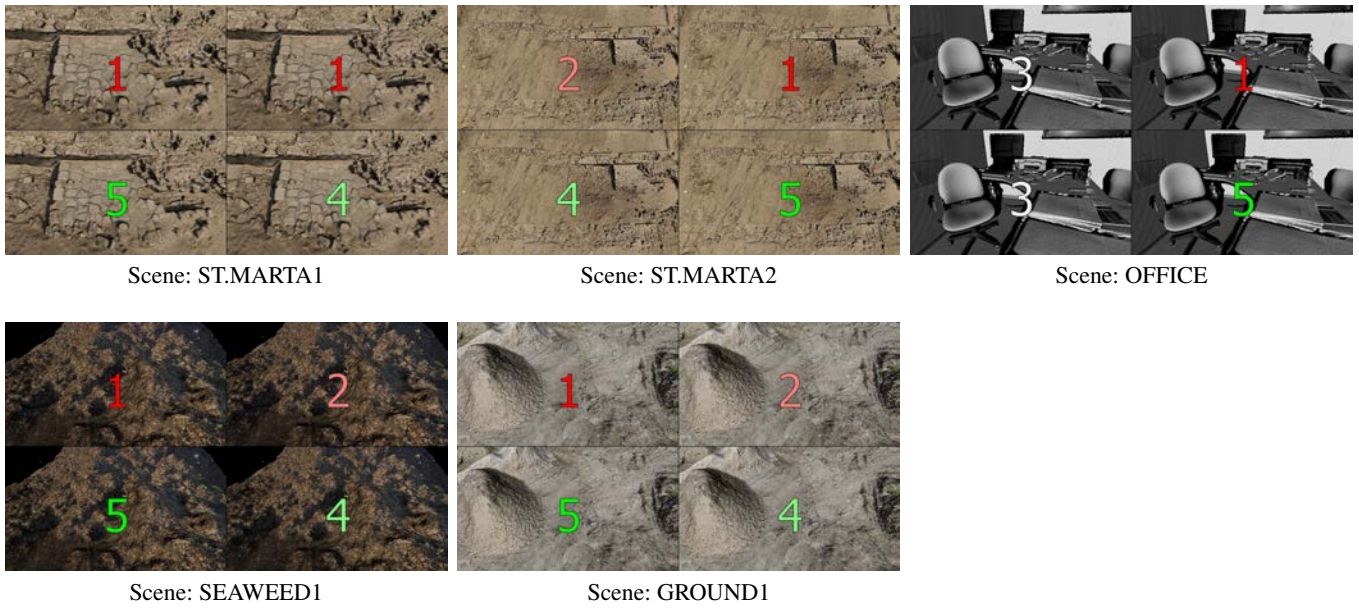 1 1 2 1 3 1
5 4 4 5 3 5
Scene: ST.MARTA1 Scene: ST.MARTA2 Scene: OFFICE
1 2 1 2
5 4 5 4
Scene: SEAWEED1 Scene: GROUND1